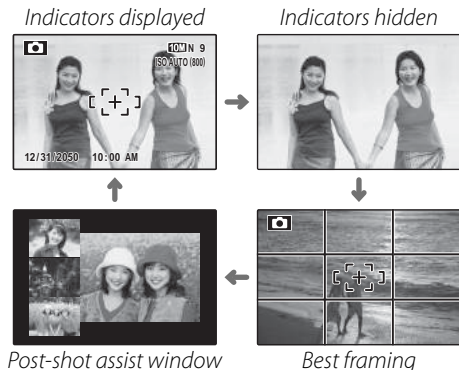 Indicators displayed
Indicators hidden
10M N 9
ISO AUTO (800)
12/31/2050 10:00 AM
Post-shot assist window
Best framing